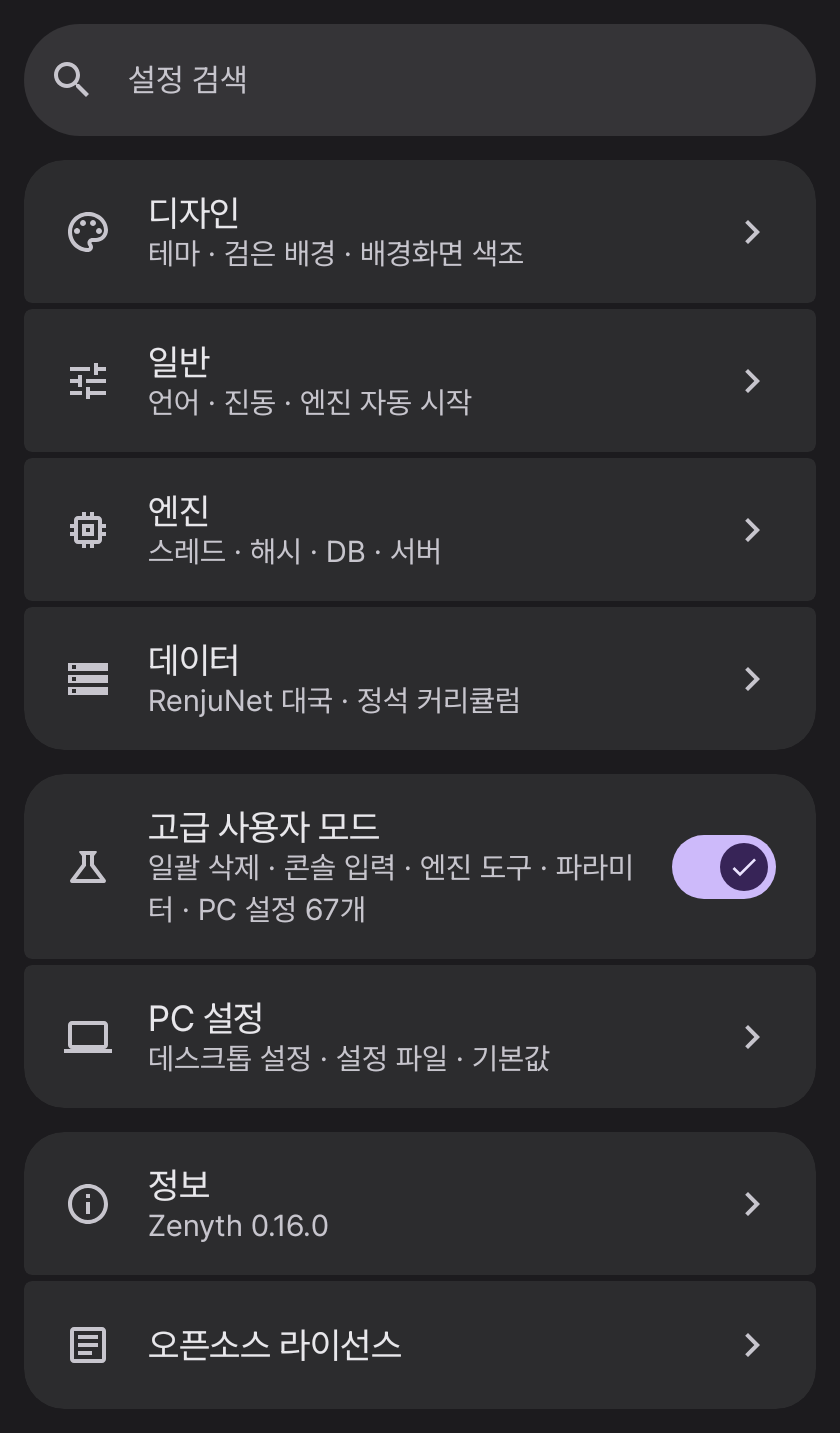 설정 검색
디자인
테마 · 검은 배경 · 배경화면 색조
일반
언어 · 진동 · 엔진 자동 시작
엔진
스레드 · 해시 · DB · 서버
데이터
RenjuNet 대국 · 정석 커리큘럼
고급 사용자 모드
일괄 삭제 · 콘솔 입력 · 엔진 도구 · 파라미
터 · PC 설정 67개
PC 설정
데스크톱 설정 · 설정 파일 · 기본값
정보
Zenyth 0.16.0
오픈소스 라이선스